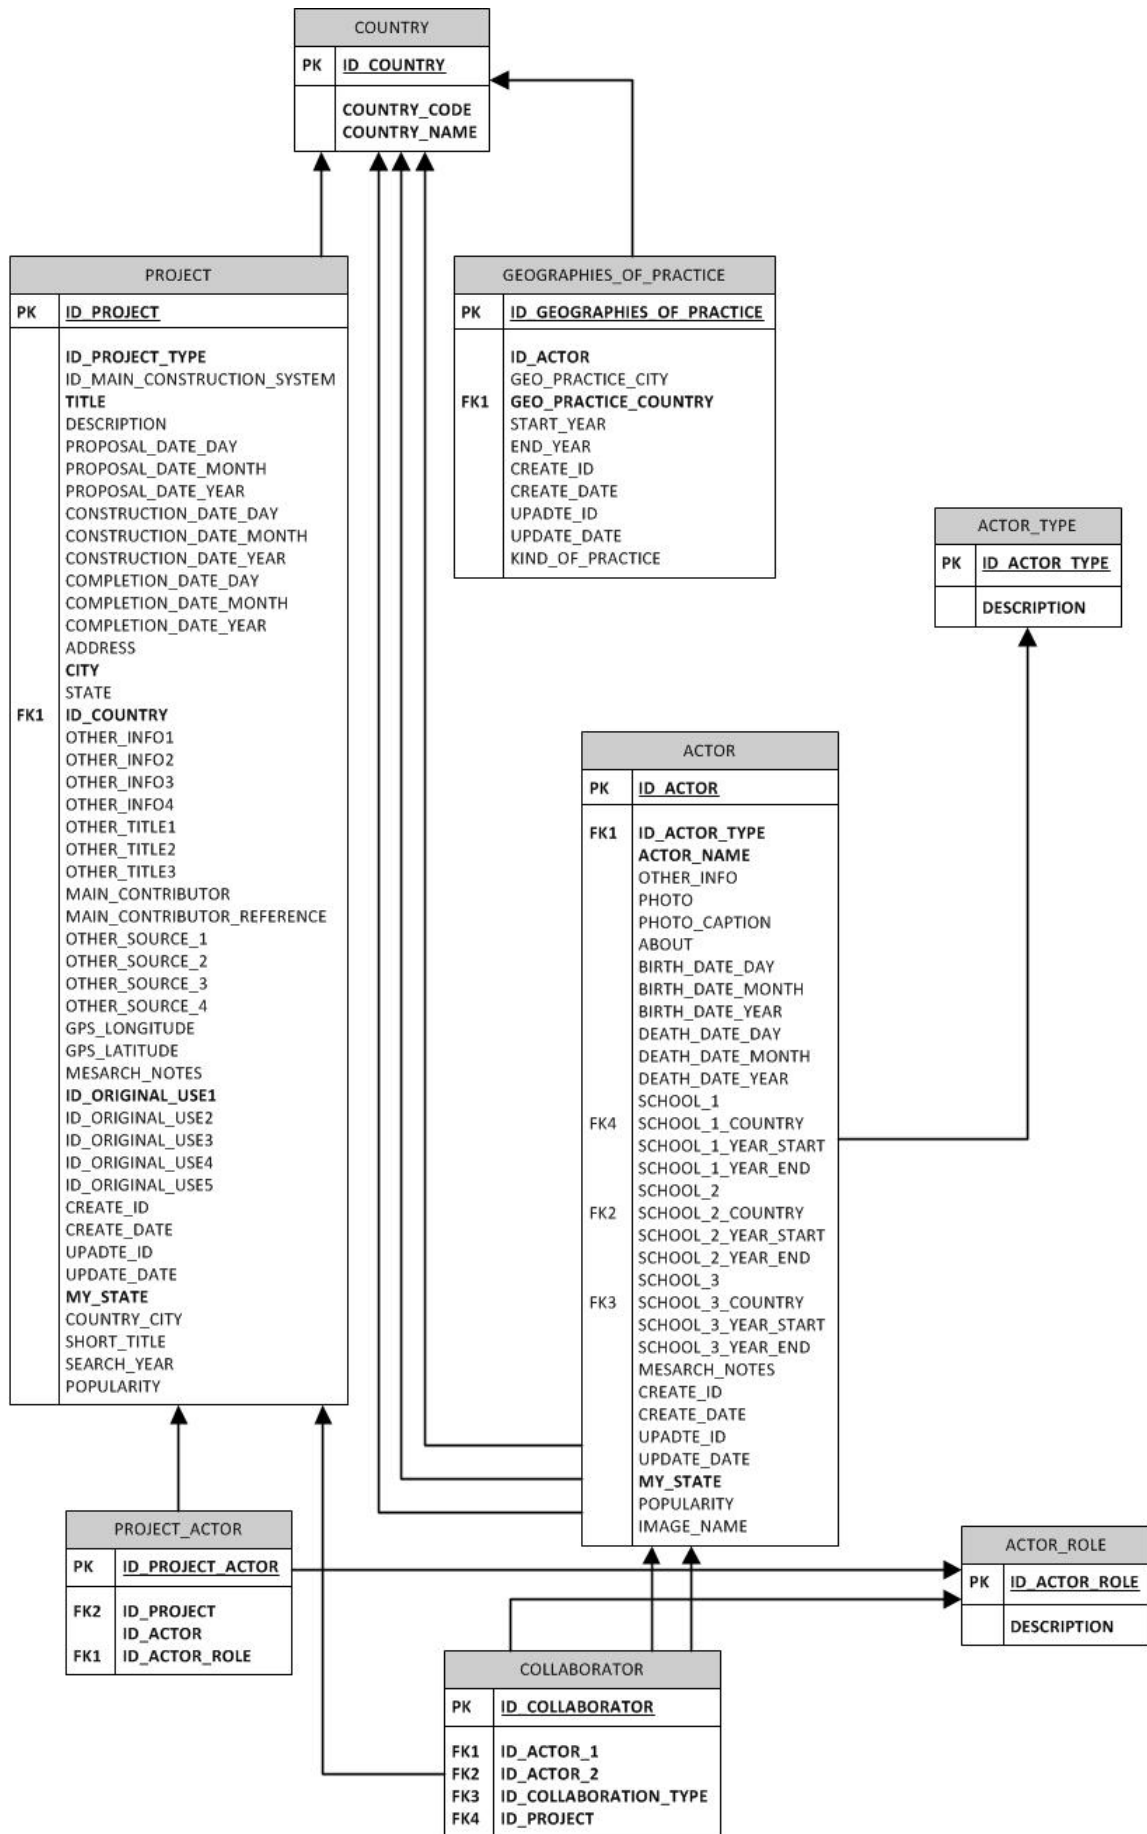 COUNTRY
PK ID_COUNTRY
COUNTRY_CODE
COUNTRY_NAME
PROJECT
PK ID_PROJECT
ID_PROJECT_TYPE
ID_MAIN_CONSTRUCTION_SYSTEM
TITLE
DESCRIPTION
PROPOSAL_DATE_DAY
PROPOSAL_DATE_MONTH
PROPOSAL_DATE_YEAR
CONSTRUCTION_DATE_DAY
CONSTRUCTION_DATE_MONTH
CONSTRUCTION_DATE_YEAR
COMPLETION_DATE_DAY
COMPLETION_DATE_MONTH
COMPLETION_DATE_YEAR
ADDRESS
CITY
STATE
FK1 ID_COUNTRY
OTHER_INFO1
OTHER_INFO2
OTHER_INFO3
OTHER_INFO4
OTHER_TITLE1
OTHER_TITLE2
OTHER_TITLE3
MAIN_CONTRIBUTOR
MAIN_CONTRIBUTOR_REFERENCE
OTHER_SOURCE_1
OTHER_SOURCE_2
OTHER_SOURCE_3
OTHER_SOURCE_4
GPS_LONGITUDE
GPS_LATITUDE
MESARCH_NOTES
ID_ORIGINAL_USE1
ID_ORIGINAL_USE2
ID_ORIGINAL_USE3
ID_ORIGINAL_USE4
ID_ORIGINAL_USE5
CREATE_ID
CREATE_DATE
UPADTE_ID
UPDATE_DATE
MY_STATE
COUNTRY_CITY
SHORT_TITLE
SEARCH_YEAR
POPULARITY
GEOGRAPHIES_OF_PRACTICE
PK ID_GEOGRAPHIES_OF_PRACTICE
ID_ACTOR
GEO_PRACTICE_CITY
FK1 GEO_PRACTICE_COUNTRY
START_YEAR
END_YEAR
CREATE_ID
CREATE_DATE
UPADTE_ID
UPDATE_DATE
KIND_OF_PRACTICE
ACTOR_TYPE
PK ID_ACTOR_TYPE
DESCRIPTION
ACTOR
PK ID_ACTOR
FK1 ID_ACTOR_TYPE
ACTOR_NAME
OTHER_INFO
PHOTO
PHOTO_CAPTION
ABOUT
BIRTH_DATE_DAY
BIRTH_DATE_MONTH
BIRTH_DATE_YEAR
DEATH_DATE_DAY
DEATH_DATE_MONTH
DEATH_DATE_YEAR
SCHOOL_1
FK4 SCHOOL_1_COUNTRY
SCHOOL_1_YEAR_START
SCHOOL_1_YEAR_END
SCHOOL_2
FK2 SCHOOL_2_COUNTRY
SCHOOL_2_YEAR_START
SCHOOL_2_YEAR_END
SCHOOL_3
FK3 SCHOOL_3_COUNTRY
SCHOOL_3_YEAR_START
SCHOOL_3_YEAR_END
MESARCH_NOTES
CREATE_ID
CREATE_DATE
UPADTE_ID
UPDATE_DATE
MY_STATE
POPULARITY
IMAGE_NAME
PROJECT_ACTOR
PK ID_PROJECT_ACTOR
FK2 ID_PROJECT
ID_ACTOR
FK1 ID_ACTOR_ROLE
ACTOR_ROLE
PK ID_ACTOR_ROLE
DESCRIPTION
COLLABORATOR
PK ID_COLLABORATOR
FK1 ID_ACTOR_1
FK2 ID_ACTOR_2
FK3 ID_COLLABORATION_TYPE
FK4 ID_PROJECT